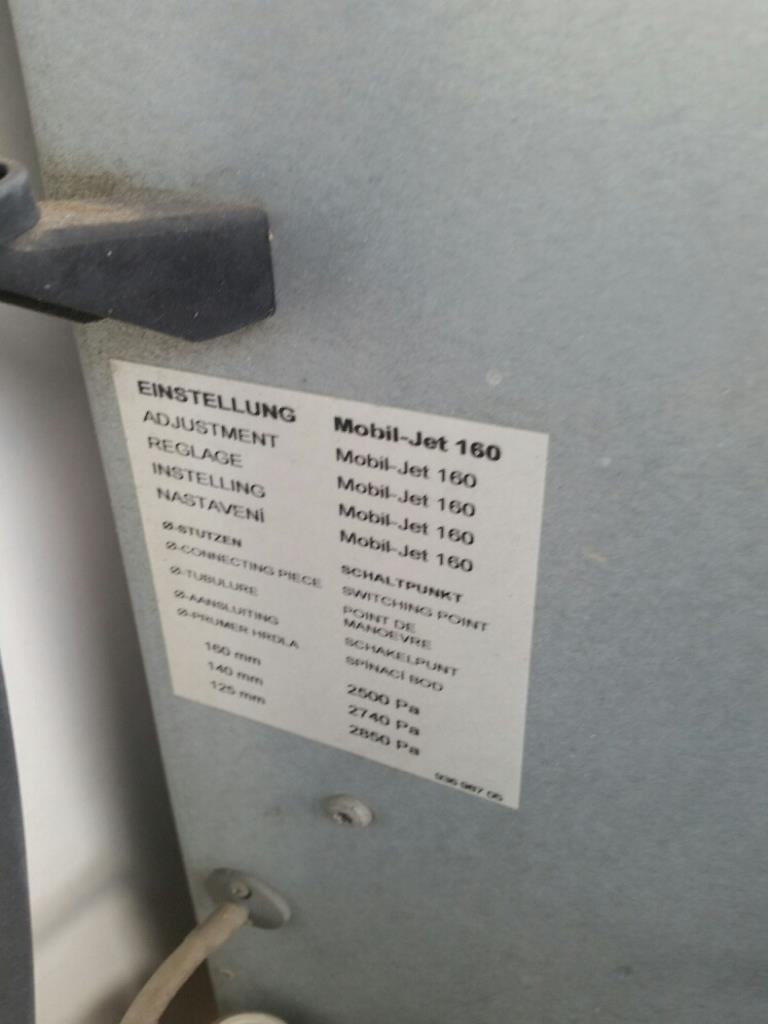 EINSTELLUNG Mobil-Jet 160
ADJUSTMENT Mobil-Jet 160
REGLAGE Mobil-Jet 160
INSTELLING Mobil-Jet 160
NASTAVENÍ Mobil-Jet 160
Ø-STUTZEN SCHALTPUNKT
Ø-CONNECTING PIECE SWITCHING POINT
Ø-TUBULURE POINT DE
MANOEVRE
Ø-AANSLUITING SCHAKELPUNT
Ø-PRUMER HRDLA SPÍNACÍ BOD
160 mm 2500 Pa
140 mm 2740 Pa
125 mm 2850 Pa